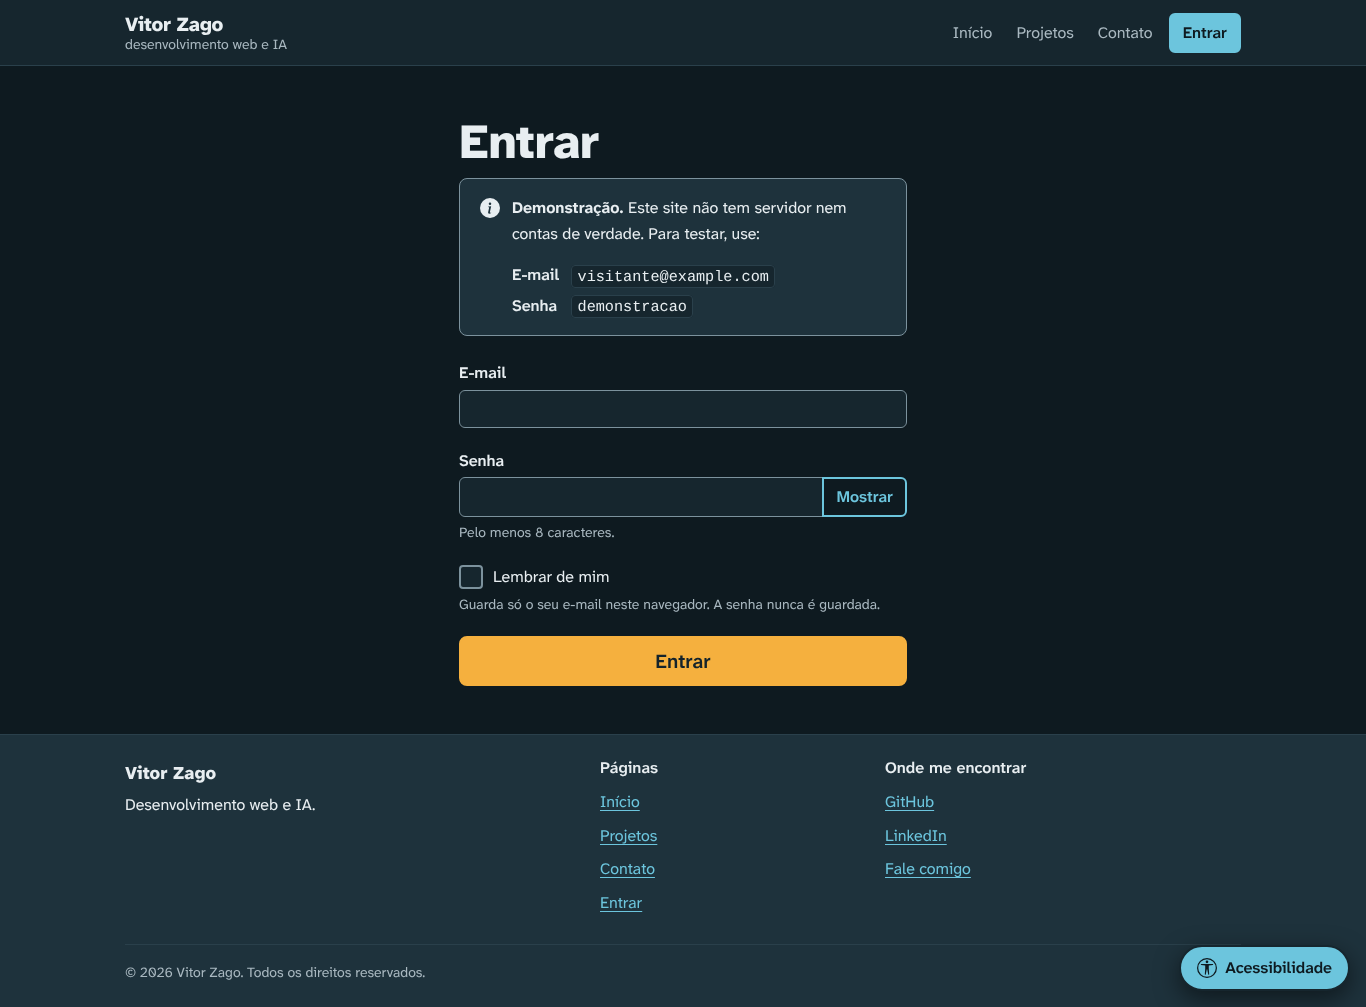 Vitor Zago
desenvolvimento web e IA
Início
Projetos
Contato
Entrar
Entrar
Demonstração. Este site não tem servidor nem
contas de verdade. Para testar, use:
E-mail visitante@example.com
Senha demonstracao
E-mail
Senha
Mostrar
Pelo menos 8 caracteres.
Lembrar de mim
Guarda só o seu e-mail neste navegador. A senha nunca é guardada.
Entrar
Vitor Zago
Desenvolvimento web e IA.
Páginas
Início
Projetos
Contato
Entrar
Onde me encontrar
GitHub
LinkedIn
Fale comigo
© 2026 Vitor Zago. Todos os direitos reservados.
Acessibilidade